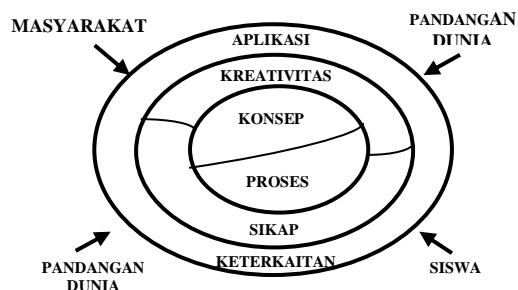 MASYARAKAT
PANDANGAN
DUNIA
APLIKASI
KREATIVITAS
KONSEP
PROSES
SIKAP
KETERKAITAN
PANDANGAN
DUNIA
SISWA